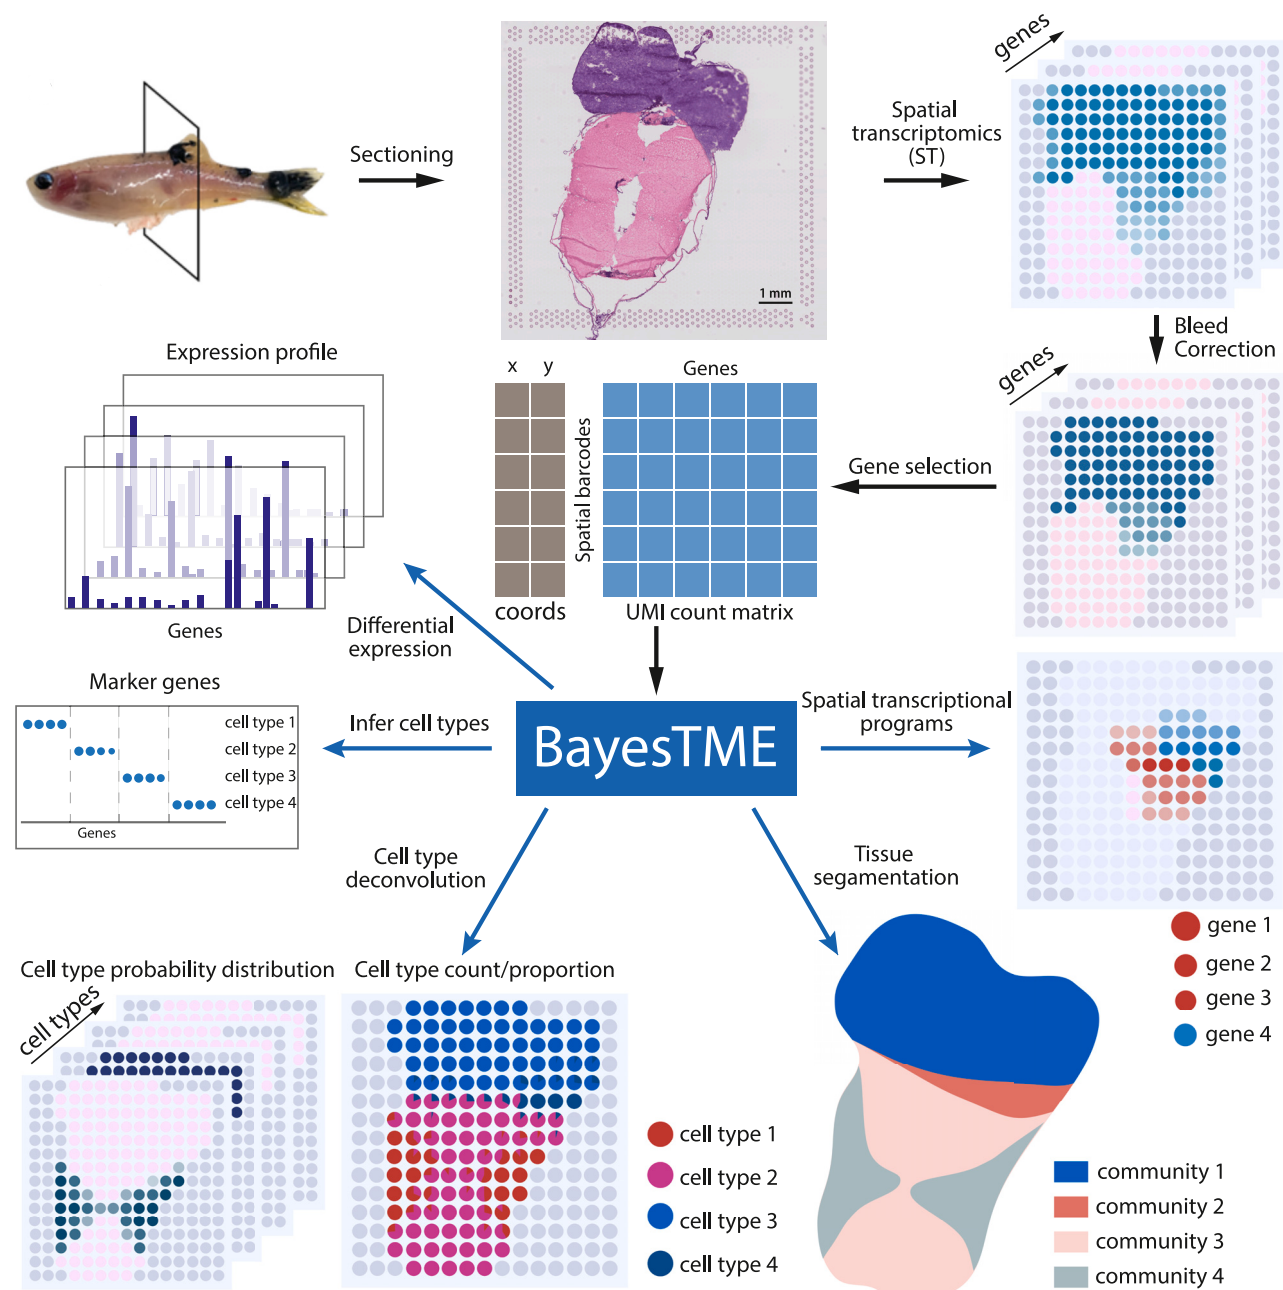 Sectioning
1 mm
Spatial
transcriptomics
(ST)
genes
Bleed
Correction
genes
Gene selection
x y
Genes
Spatial barcodes
coords
UMI count matrix
Expression profile
Genes
Differential
expression
Marker genes
cell type 1
cell type 2
cell type 3
cell type 4
Genes
Infer cell types
BayesTME
Spatial transcriptional
programs
gene 1
gene 2
gene 3
gene 4
Cell type
deconvolution
Tissue
segamentation
Cell type probability distribution
cell types
Cell type count/proportion
cell type 1
cell type 2
cell type 3
cell type 4
community 1
community 2
community 3
community 4